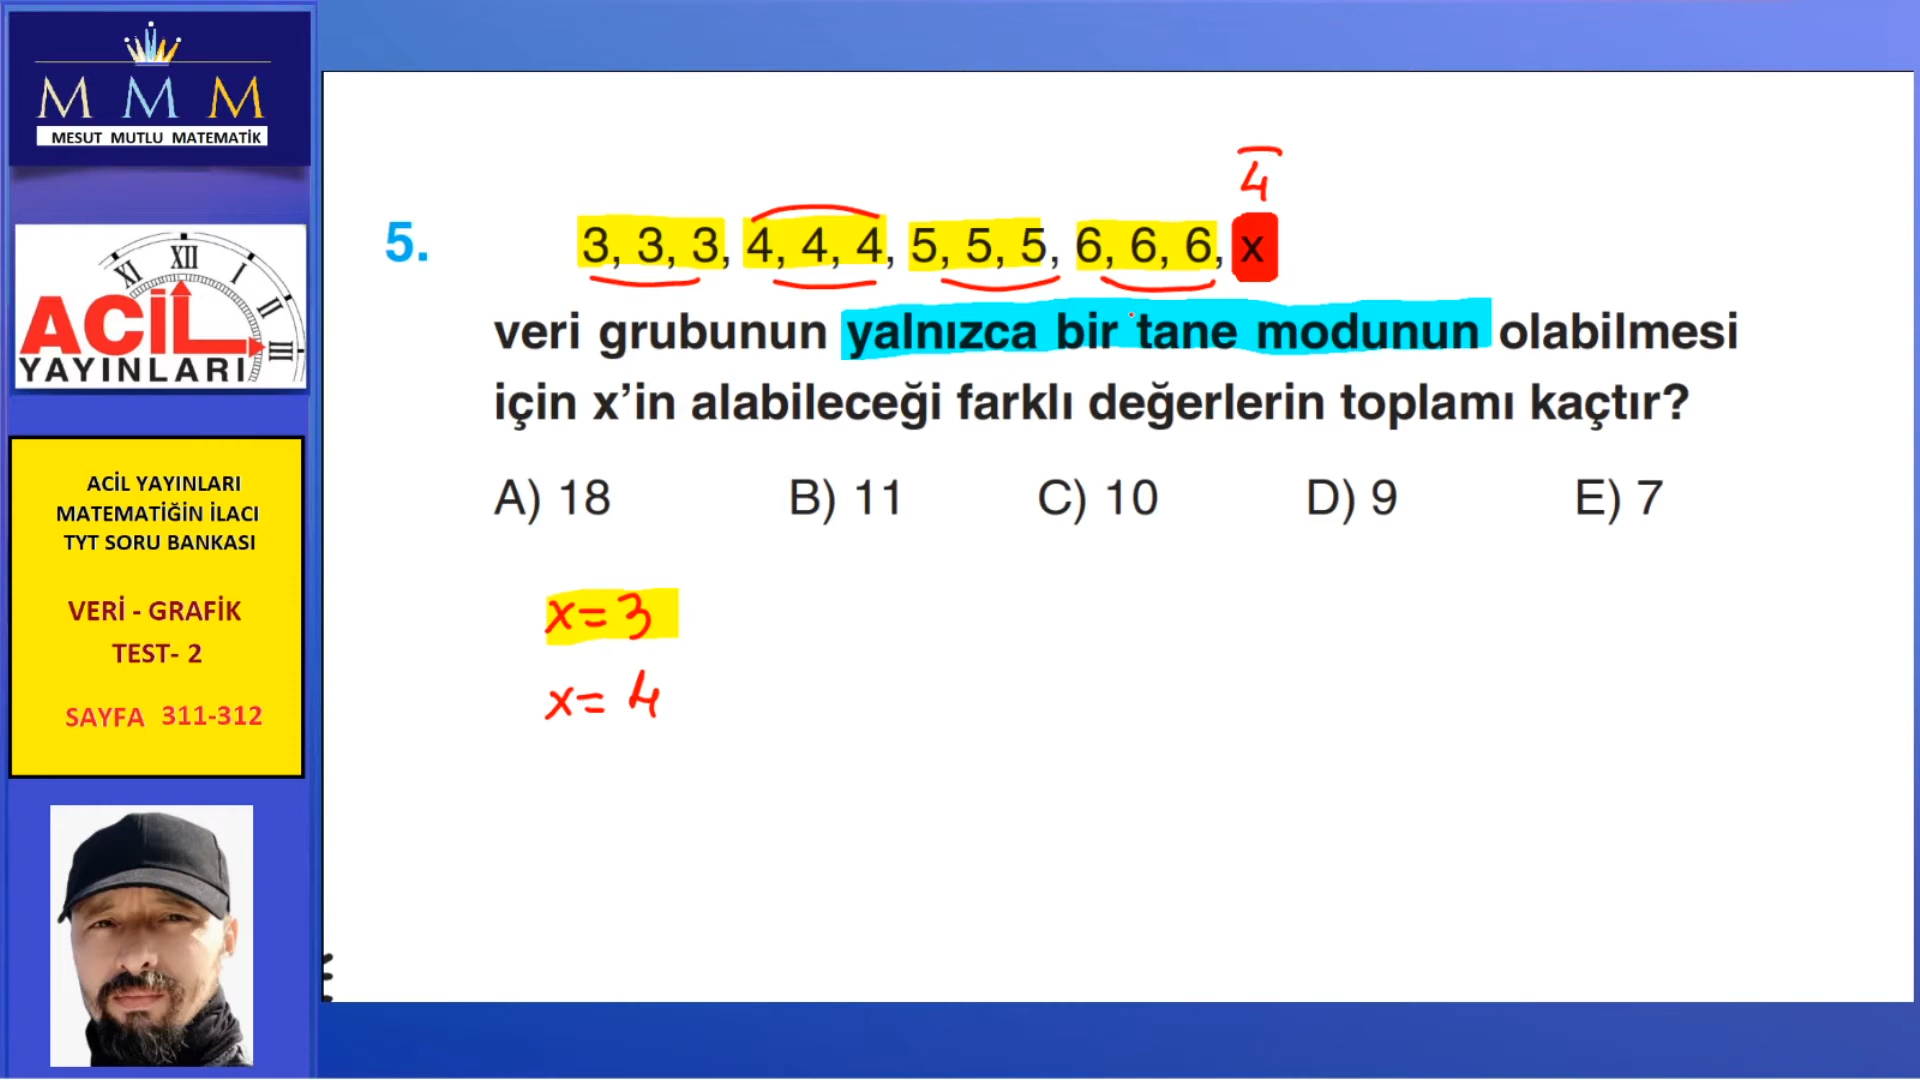 M M M
MESUT MUTLU MATEMATİK
XI XII I II III
ACİL
YAYINLARI
ACİL YAYINLARI
MATEMATİĞİN İLACI
TYT SORU BANKASI
VERİ - GRAFİK
TEST- 2
SAYFA 311-312
4
5. 3, 3, 3, 4, 4, 4, 5, 5, 5, 6, 6, 6, x
veri grubunun yalnızca bir tane modunun olabilmesi
için x’in alabileceği farklı değerlerin toplamı kaçtır?
A) 18 B) 11 C) 10 D) 9 E) 7
x= 3
x= 4